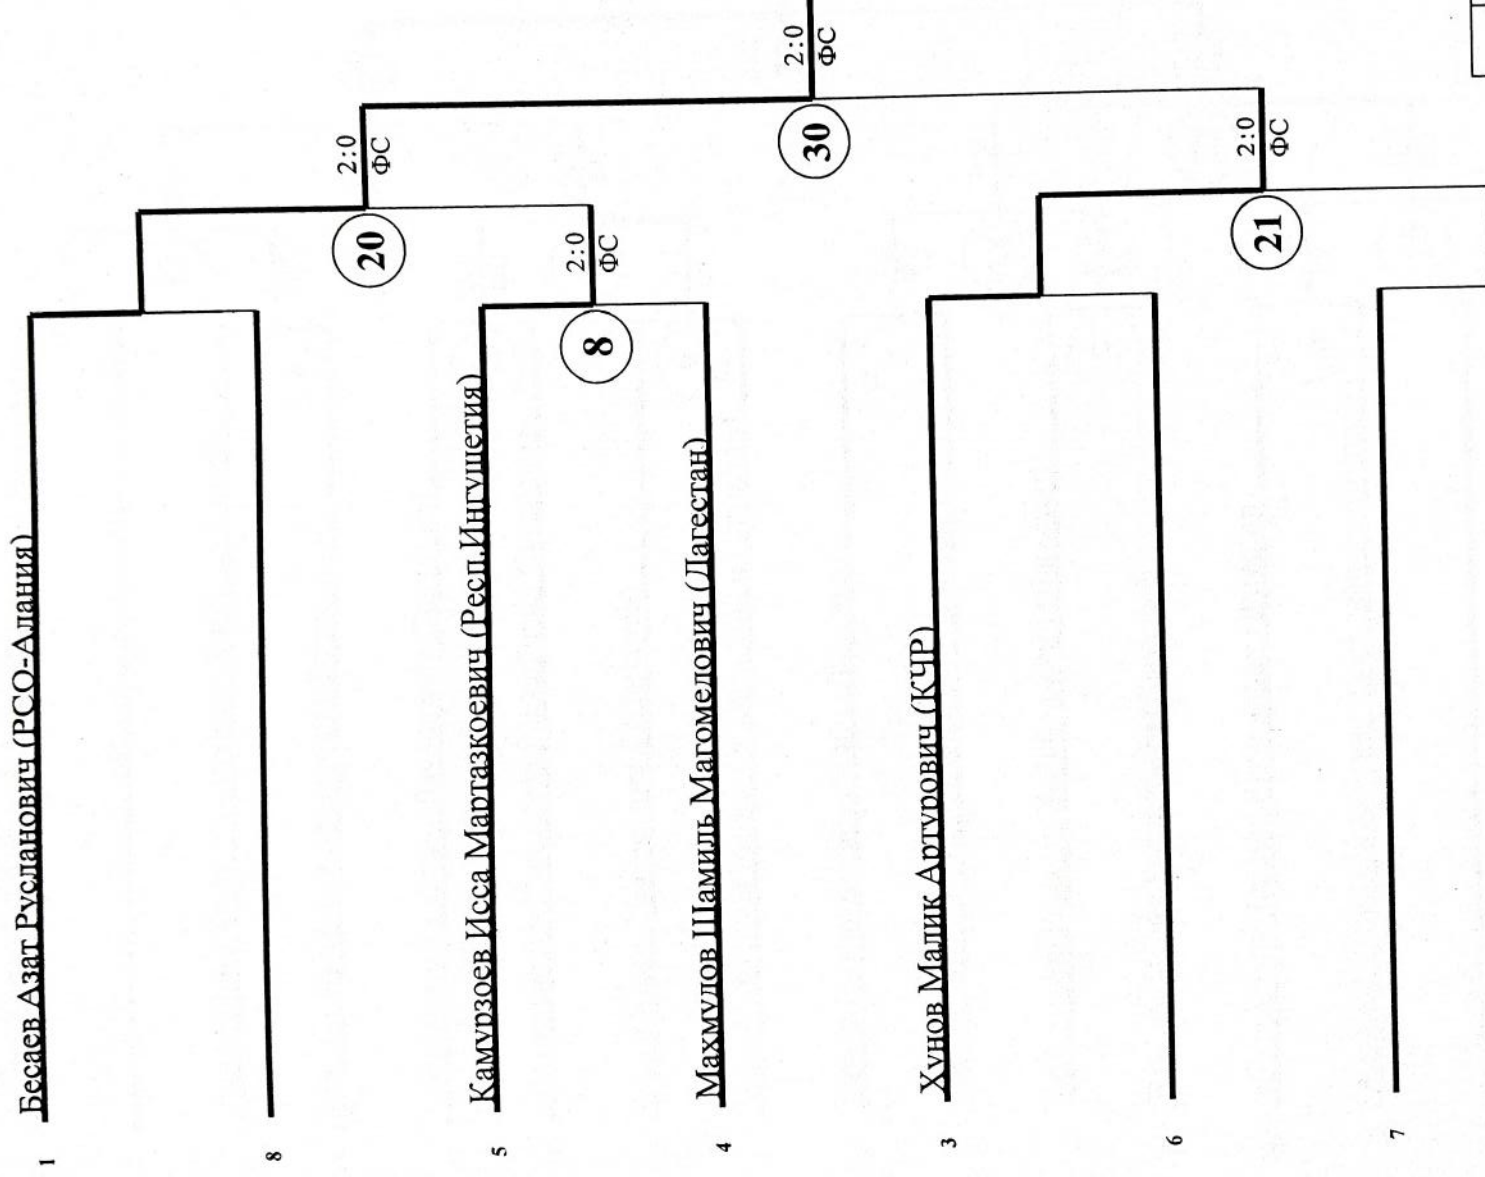 1 Бесаев Азат Русланович (РСО-Алания)
8
5 Камурзоев Исса Мартазкоевич (Респ.Ингушетия)
4 Махмудов Шамиль Магомедович (Дагестан)
3 Хунов Малик Артурович (КЧР)
6
7
8
2:0
ФС
20
2:0
ФС
21
2:0
ФС
30
2:0
ФС